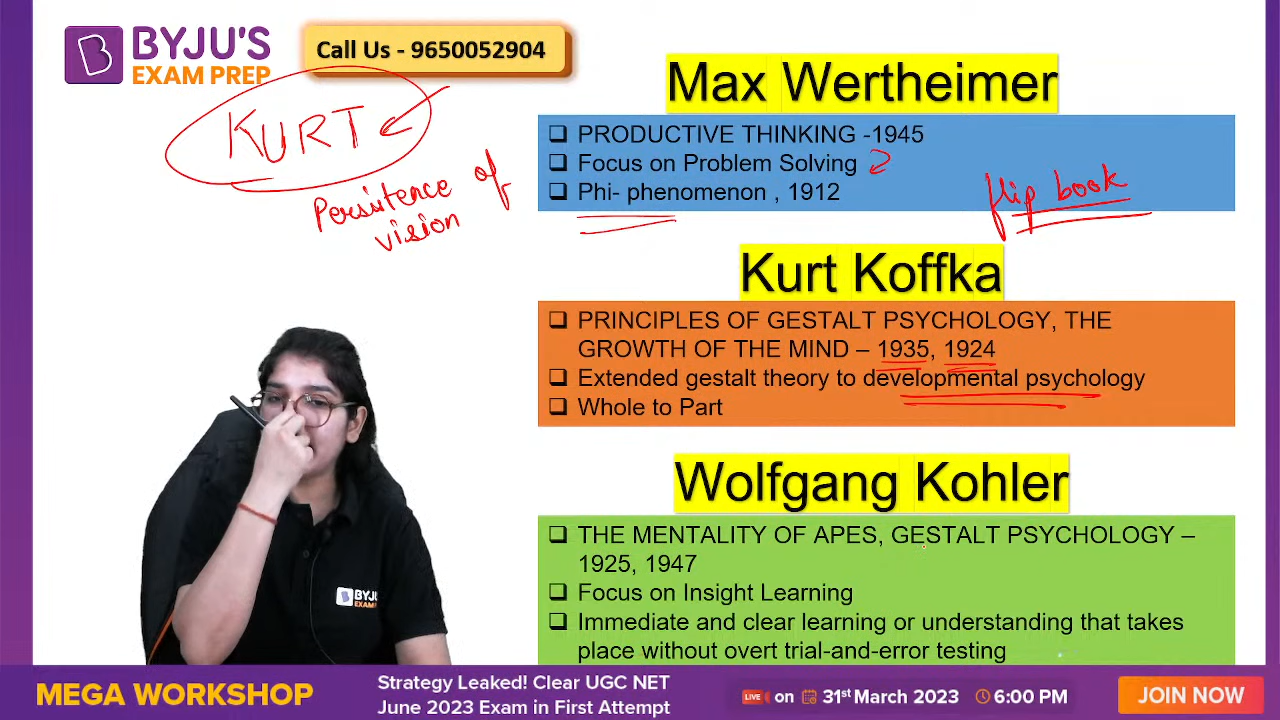 BYJU'S
EXAM PREP
Call Us - 9650052904
KURT
Persistence of
vision
Max Wertheimer
❑ PRODUCTIVE THINKING -1945
❑ Focus on Problem Solving
❑ Phi- phenomenon , 1912
flip book
Kurt Koffka
❑ PRINCIPLES OF GESTALT PSYCHOLOGY, THE
GROWTH OF THE MIND – 1935, 1924
❑ Extended gestalt theory to developmental psychology
❑ Whole to Part
Wolfgang Kohler
❑ THE MENTALITY OF APES, GESTALT PSYCHOLOGY –
1925, 1947
❑ Focus on Insight Learning
❑ Immediate and clear learning or understanding that takes
place without overt trial-and-error testing
BYJU
EXAM
MEGA WORKSHOP
Strategy Leaked! Clear UGC NET
June 2023 Exam in First Attempt
LIVE on 31st March 2023 6:00 PM
JOIN NOW